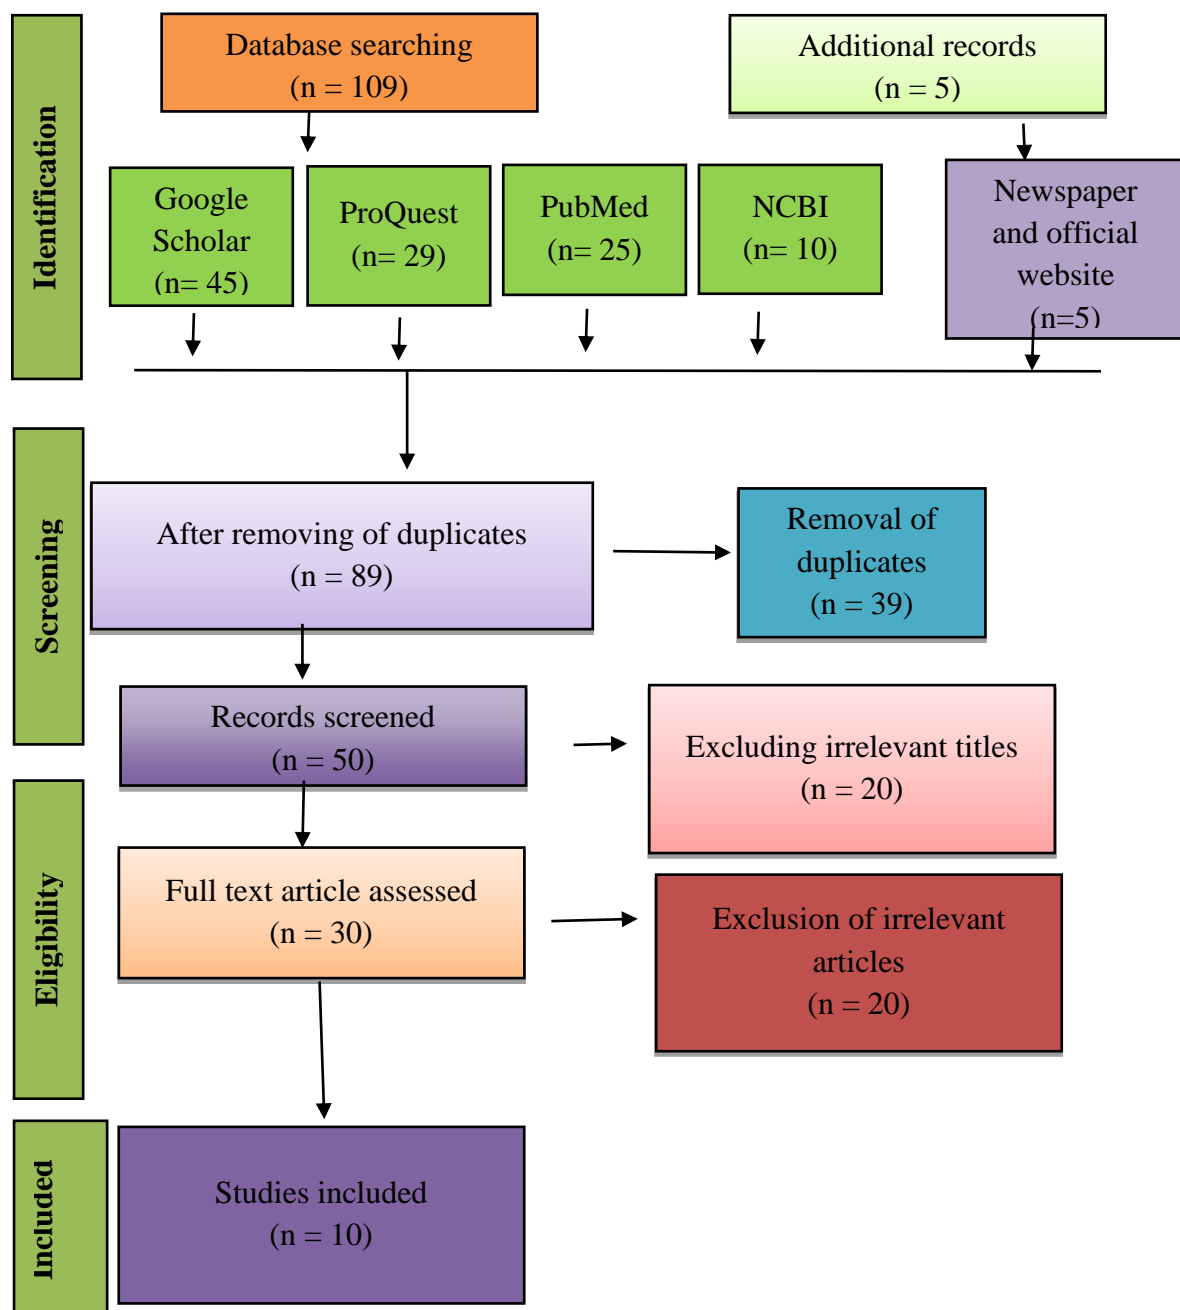 Identification
Database searching
(n = 109)
Additional records
(n = 5)
Google
Scholar
(n= 45)
ProQuest
(n= 29)
PubMed
(n= 25)
NCBI
(n= 10)
Newspaper
and official
website
(n=5)
Screening
After removing of duplicates
(n = 89)
Removal of
duplicates
(n = 39)
Records screened
(n = 50)
Excluding irrelevant titles
(n = 20)
Eligibility
Full text article assessed
(n = 30)
Exclusion of irrelevant
articles
(n = 20)
Included
Studies included
(n = 10)